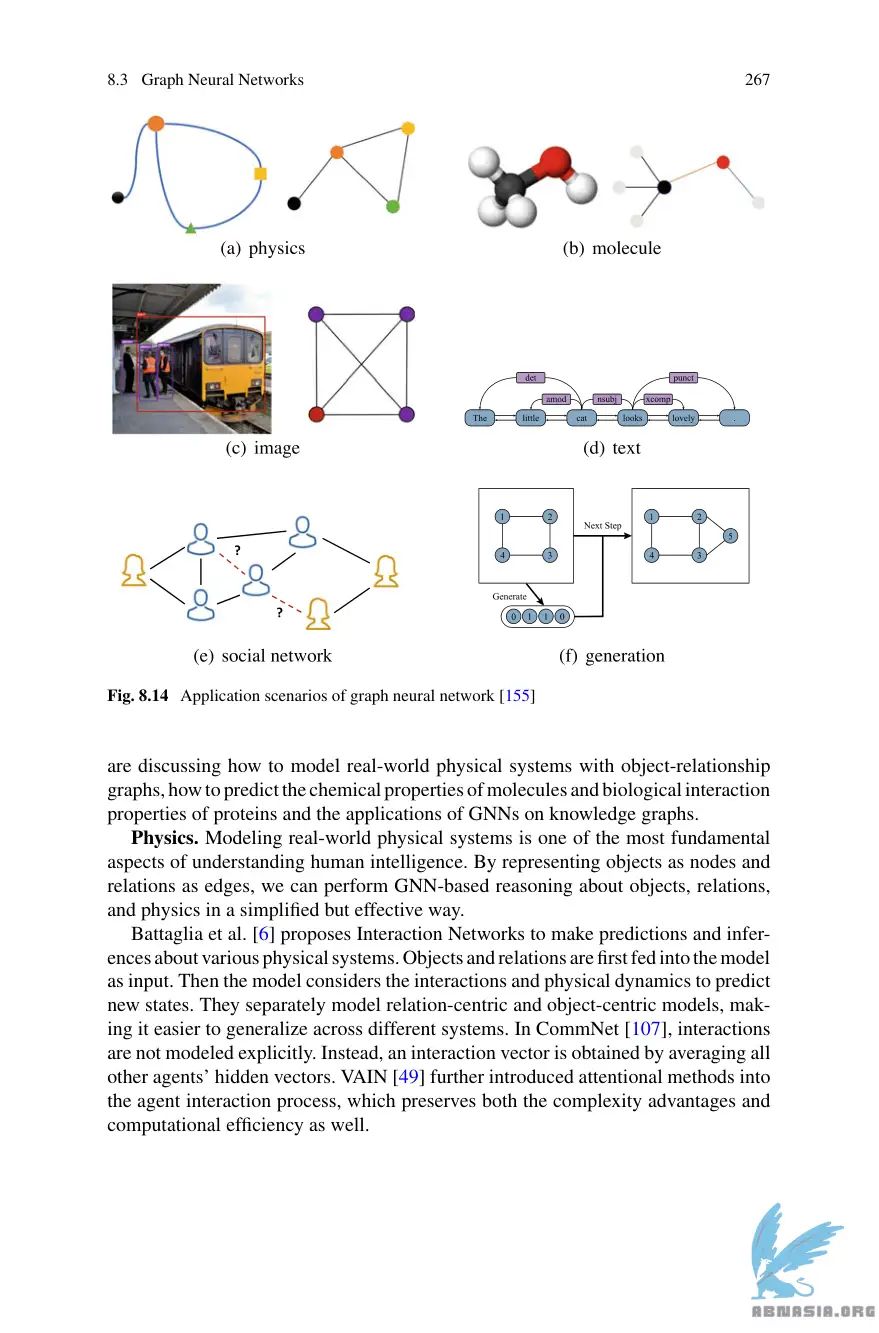 8.3 Graph Neural Networks 267
(a) physics
(b) molecule
(c) image
det punct
amod nsubj xcomp
The little cat looks lovely .
(d) text
?
?
(e) social network
1 2
4 3
Next Step
1 2
5
4 3
Generate
0 1 1 0
(f) generation
Fig. 8.14 Application scenarios of graph neural network [155]
are discussing how to model real-world physical systems with object-relationship
graphs, how to predict the chemical properties of molecules and biological interaction
properties of proteins and the applications of GNNs on knowledge graphs.
Physics. Modeling real-world physical systems is one of the most fundamental
aspects of understanding human intelligence. By representing objects as nodes and
relations as edges, we can perform GNN-based reasoning about objects, relations,
and physics in a simplified but effective way.
Battaglia et al. [6] proposes Interaction Networks to make predictions and infer-
ences about various physical systems. Objects and relations are first fed into the model
as input. Then the model considers the interactions and physical dynamics to predict
new states. They separately model relation-centric and object-centric models, mak-
ing it easier to generalize across different systems. In CommNet [107], interactions
are not modeled explicitly. Instead, an interaction vector is obtained by averaging all
other agents' hidden vectors. VAIN [49] further introduced attentional methods into
the agent interaction process, which preserves both the complexity advantages and
computational efficiency as well.
ABNASIA.ORG